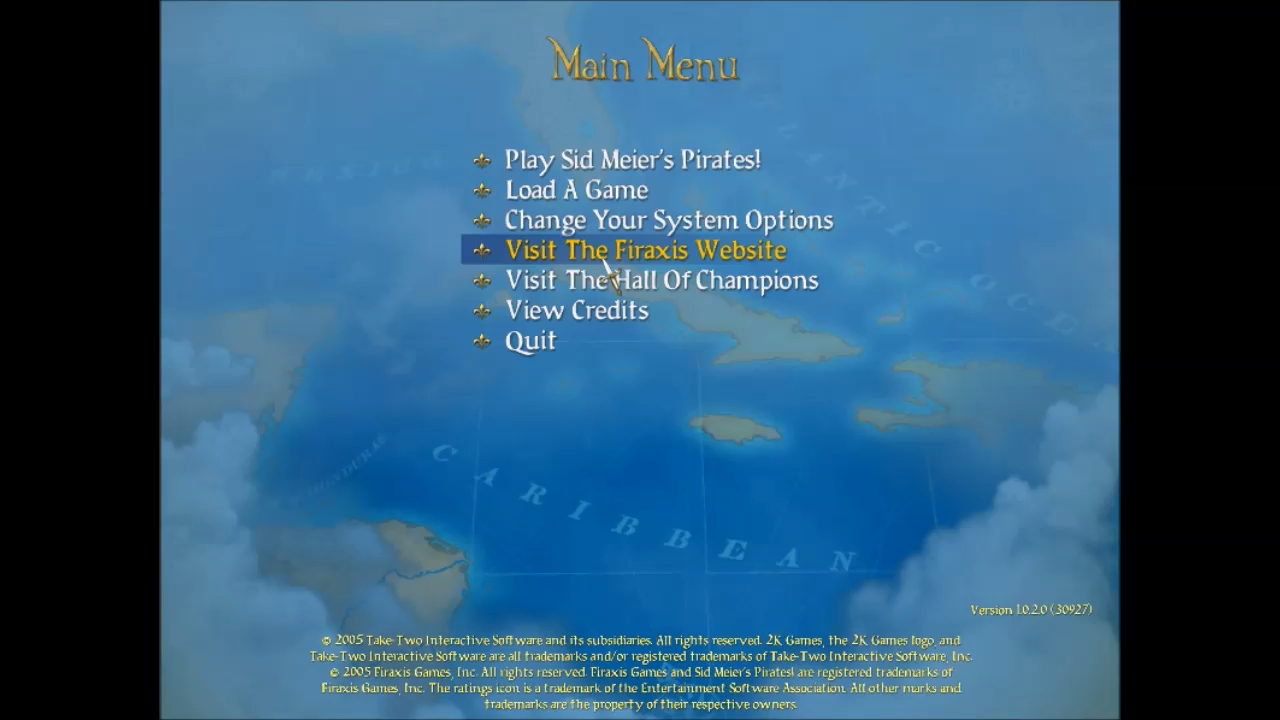 Main Menu
Play Sid Meier's Pirates!
Load A Game
Change Your System Options
Visit The Firaxis Website
Visit The Hall Of Champions
View Credits
Quit
HONDURAS
CARIBBEAN
Version 1.0.2.0 (30927)
© 2005 Take-Two Interactive Software and its subsidiaries. All rights reserved. 2K Games, the 2K Games logo, and
Take-Two Interactive Software are all trademarks and/or registered trademarks of Take-Two Interactive Software, Inc.
© 2005 Firaxis Games, Inc. All rights reserved. Firaxis Games and Sid Meier's Pirates! are registered trademarks of
Firaxis Games, Inc. The ratings icon is a trademark of the Entertainment Software Association. All other marks and
trademarks are the property of their respective owners.